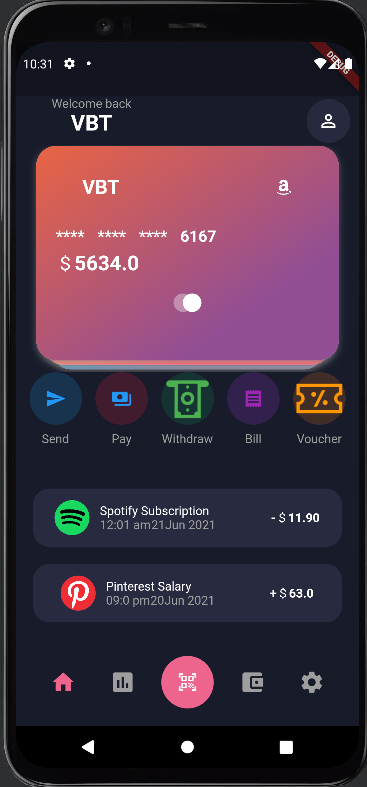 10:31
DEBUG
Welcome back
VBT
VBT
a
**** **** **** 6167
$ 5634.0
Send Pay Withdraw Bill Voucher
Spotify Subscription
12:01 am21Jun 2021
- $ 11.90
Pinterest Salary
09:0 pm20Jun 2021
+ $ 63.0